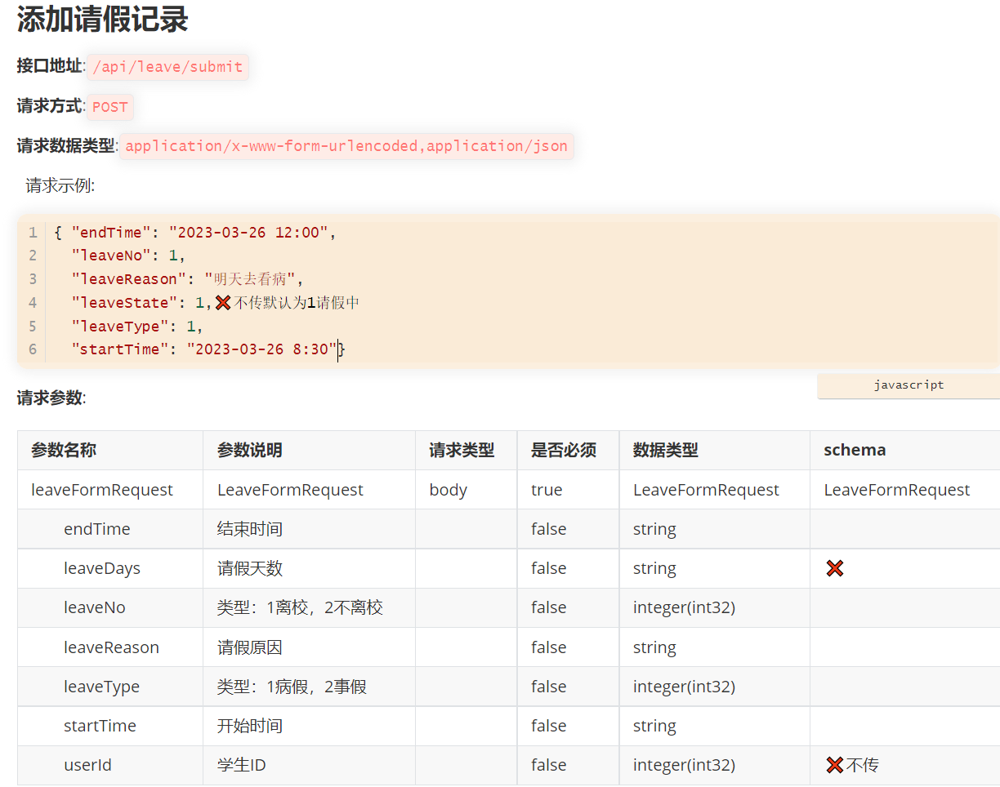 添加请假记录
接口地址:/api/leave/submit
请求方式:POST
请求数据类型:application/x-www-form-urlencoded,application/json
请求示例:
1 { "endTime": "2023-03-26 12:00",
2 "leaveNo": 1,
3 "leaveReason": "明天去看病",
4 "leaveState": 1,❌不传默认为1请假中
5 "leaveType": 1,
6 "startTime": "2023-03-26 8:30"}
javascript
请求参数:
参数名称 参数说明 请求类型 是否必须 数据类型 schema
leaveFormRequest LeaveFormRequest body true LeaveFormRequest LeaveFormRequest
endTime 结束时间 false string
leaveDays 请假天数 false string ❌
leaveNo 类型：1离校，2不离校 false integer(int32)
leaveReason 请假原因 false string
leaveType 类型：1病假，2事假 false integer(int32)
startTime 开始时间 false string
userId 学生ID false integer(int32) ❌不传